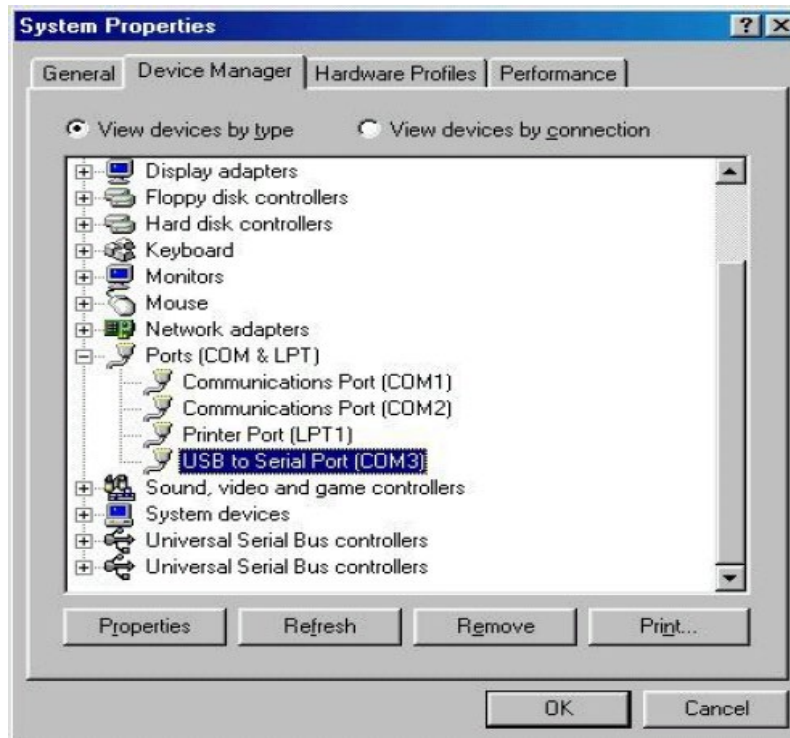 System Properties
General Device Manager Hardware Profiles Performance
View devices by type View devices by connection
Display adapters
Floppy disk controllers
Hard disk controllers
Keyboard
Monitors
Mouse
Network adapters
Ports (COM & LPT)
Communications Port (COM1)
Communications Port (COM2)
Printer Port (LPT1)
USB to Serial Port (COM3)
Sound, video and game controllers
System devices
Universal Serial Bus controllers
Universal Serial Bus controllers
Properties Refresh Remove Print...
OK Cancel